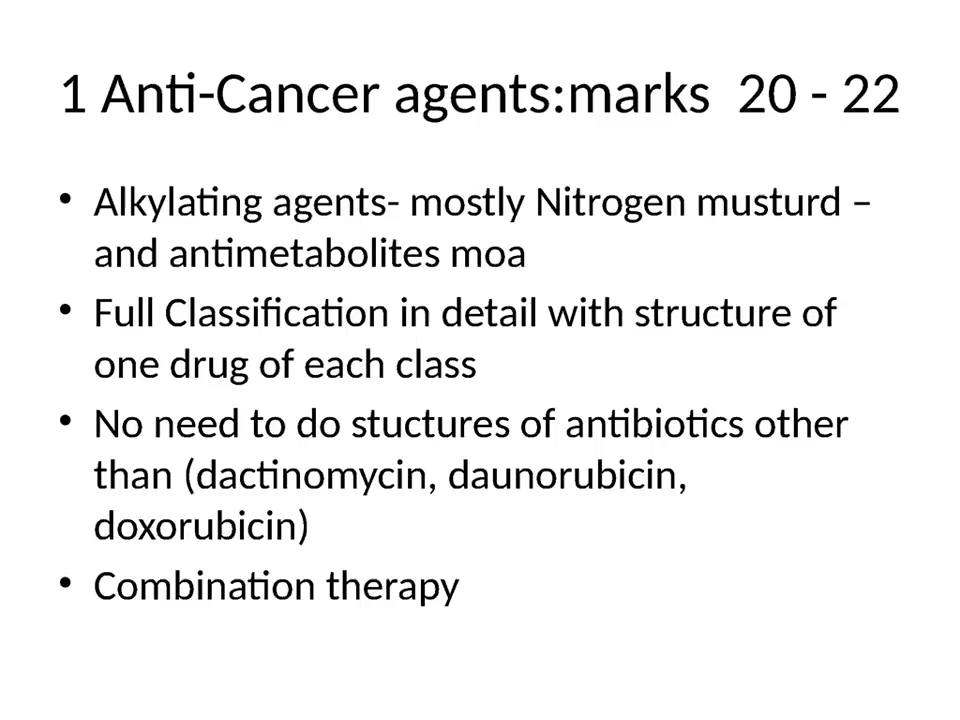 1 Anti-Cancer agents:marks  20 - 22
• Alkylating agents- mostly Nitrogen musturd –
and antimetabolites moa
• Full Classification in detail with structure of
one drug of each class
• No need to do stuctures of antibiotics other
than (dactinomycin, daunorubicin,
doxorubicin)
• Combination therapy